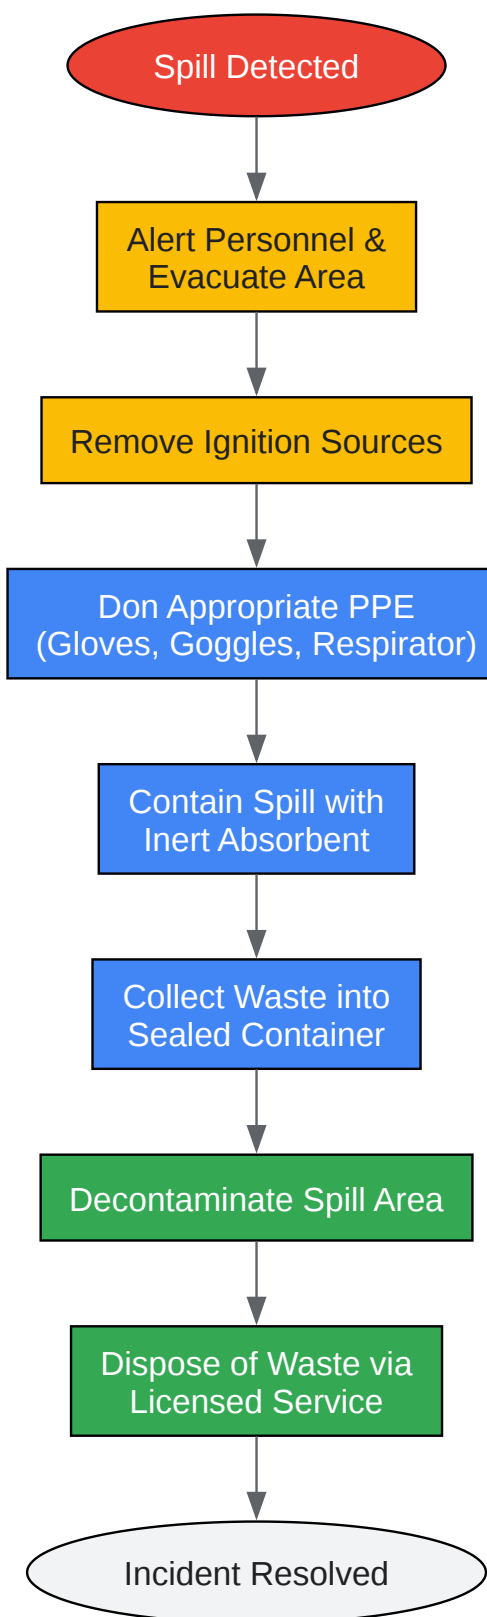 Spill Detected
Alert Personnel &
Evacuate Area
Remove Ignition Sources
Don Appropriate PPE
(Gloves, Goggles, Respirator)
Contain Spill with
Inert Absorbent
Collect Waste into
Sealed Container
Decontaminate Spill Area
Dispose of Waste via
Licensed Service
Incident Resolved